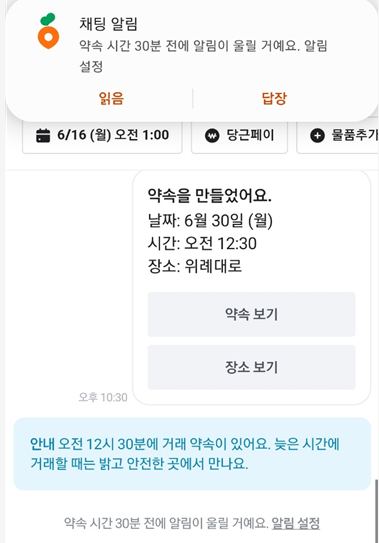 채팅 알림
약속 시간 30분 전에 알림이 울릴 거예요. 알림
설정
읽음
답장
6/16 (월) 오전 1:00
당근페이
물품추가
약속을 만들었어요.
날짜: 6월 30일 (월)
시간: 오전 12:30
장소: 위례대로
약속 보기
장소 보기
오후 10:30
안내 오전 12시 30분에 거래 약속이 있어요. 늦은 시간에
거래할 때는 밝고 안전한 곳에서 만나요.
약속 시간 30분 전에 알림이 울릴 거예요. 알림 설정